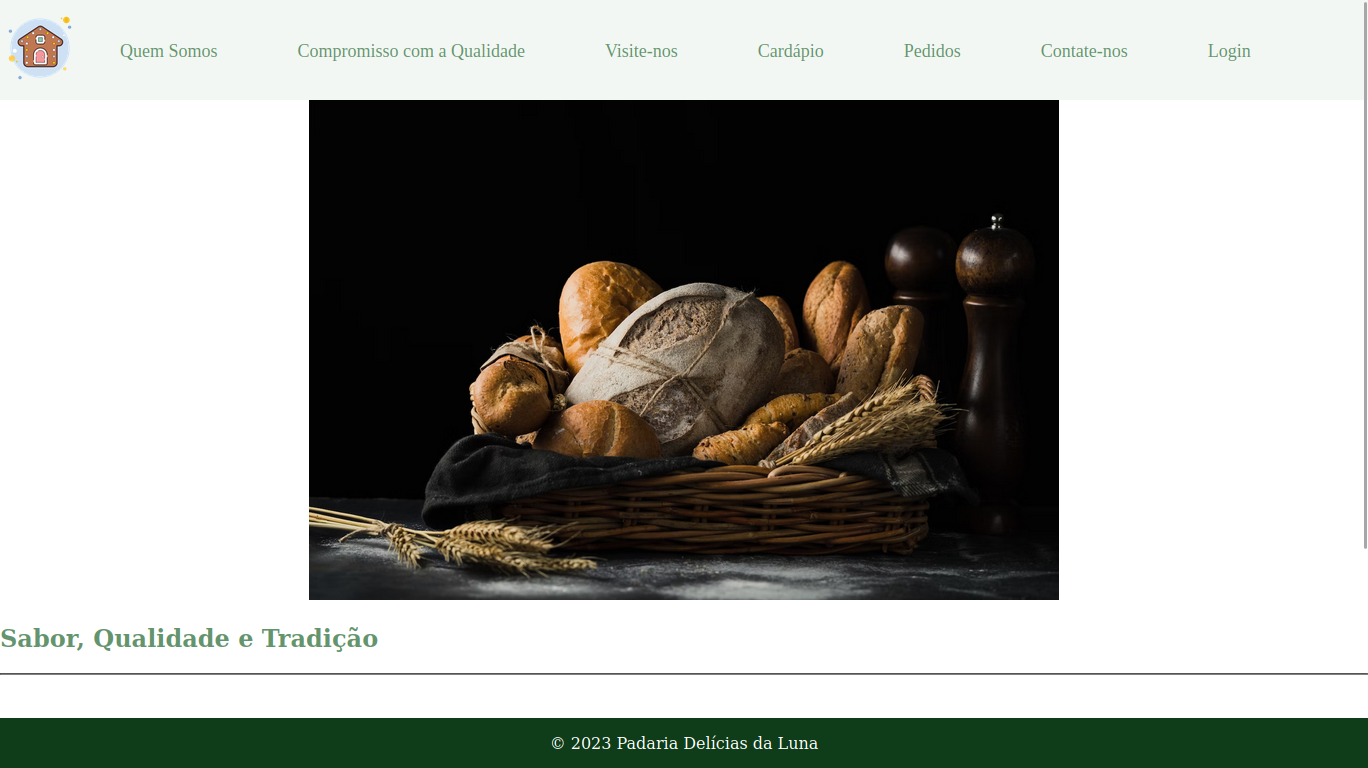 Quem Somos
Compromisso com a Qualidade
Visite-nos
Cardápio
Pedidos
Contate-nos
Login
Sabor, Qualidade e Tradição
© 2023 Padaria Delícias da Luna